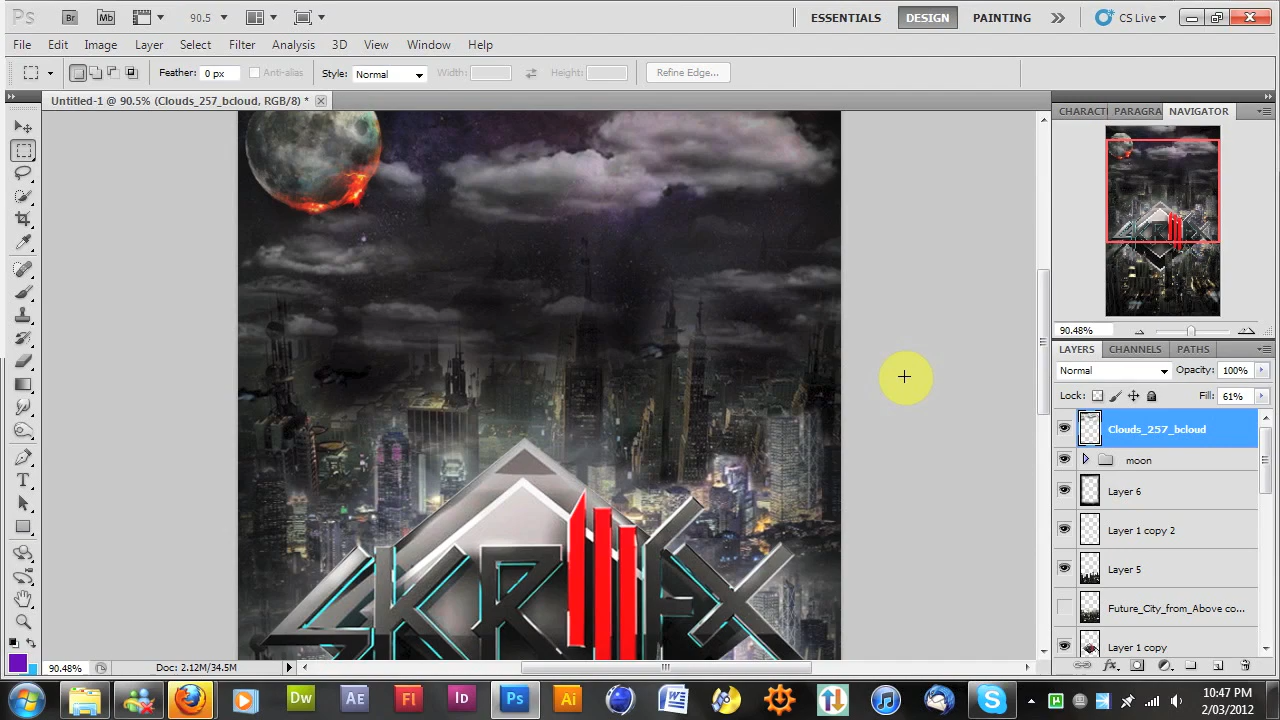 Ps Br Mb 90.5 ESSENTIALS DESIGN PAINTING CS Live
File Edit Image Layer Select Filter Analysis 3D View Window Help
Feather: 0 px Anti-alias Style: Normal Width: Height: Refine Edge...
Untitled-1 @ 90.5% (Clouds_257_bcloud, RGB/8) *
CHARACT PARAGRA NAVIGATOR
90.48%
LAYERS CHANNELS PATHS
Normal Opacity: 100%
Lock: Fill: 61%
Clouds_257_bcloud
moon
Layer 6
Layer 1 copy 2
Layer 5
Future_City_from_Above co...
Layer 1 copy
SKRILLEX
90.48% Doc: 2.12M/34.5M
fx
Dw AE Fl Id Ps Ai W S
10:47 PM
2/03/2012